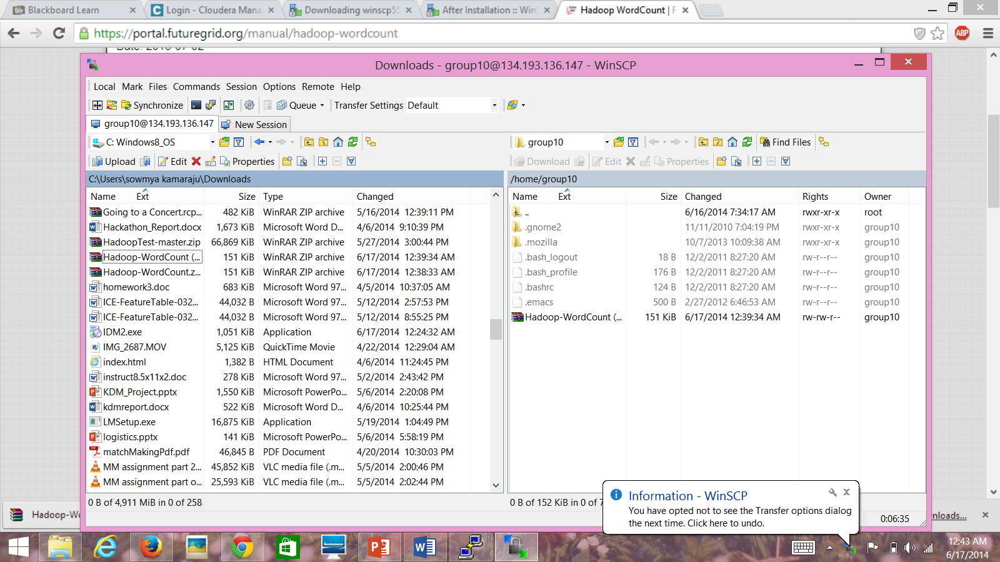 Blackboard Learn
Login - Cloudera Mana
Downloading winscp55
After Installation :: Win
Hadoop WordCount | F
https://portal.futuregrid.org/manual/hadoop-wordcount
ABP
Downloads - group10@134.193.136.147 - WinSCP
Local Mark Files Commands Session Options Remote Help
Synchronize Queue Transfer Settings Default
group10@134.193.136.147 New Session
C: Windows8_OS
group10 Find Files
Upload Edit Properties
Download Edit Properties
C:\Users\sowmya kamaraju\Downloads
/home/group10
Name Ext Size Type Changed
Going to a Concert.rcp... 482 KiB WinRAR ZIP archive 5/16/2014 12:39:11 PM
Hackathon_Report.docx 1,673 KiB Microsoft Word D... 4/6/2014 9:10:39 PM
HadoopTest-master.zip 66,869 KiB WinRAR ZIP archive 5/27/2014 3:00:44 PM
Hadoop-WordCount (... 151 KiB WinRAR ZIP archive 6/17/2014 12:39:34 AM
Hadoop-WordCount.z... 151 KiB WinRAR ZIP archive 6/17/2014 12:38:33 AM
homework3.doc 683 KiB Microsoft Word 97... 4/5/2014 10:37:05 AM
ICE-FeatureTable-032... 44,032 B Microsoft Word 97... 5/12/2014 2:57:53 PM
ICE-FeatureTable-032... 44,032 B Microsoft Word 97... 5/12/2014 8:55:25 PM
IDM2.exe 1,051 KiB Application 6/17/2014 12:24:32 AM
IMG_2687.MOV 5,125 KiB QuickTime Movie 4/22/2014 12:29:04 AM
index.html 1,382 B HTML Document 4/6/2014 11:24:45 PM
instruct8.5x11x2.doc 278 KiB Microsoft Word 97... 5/2/2014 2:43:42 PM
KDM_Project.pptx 1,550 KiB Microsoft PowerPo... 5/6/2014 2:20:08 PM
kdmreport.docx 522 KiB Microsoft Word D... 4/6/2014 10:25:44 PM
LMSetup.exe 16,875 KiB Application 5/19/2014 1:04:49 PM
logistics.pptx 141 KiB Microsoft PowerPo... 5/6/2014 5:58:19 PM
matchMakingPdf.pdf 46,845 B PDF Document 4/20/2014 10:30:03 PM
MM assignment part 2... 45,852 KiB VLC media file (.m... 5/5/2014 2:00:46 PM
MM assignment part o... 25,593 KiB VLC media file (.m... 5/5/2014 2:02:44 PM
0 B of 4,911 MiB in 0 of 258
Name Ext Size Changed Rights Owner
.. 6/16/2014 7:34:17 AM rwxr-xr-x root
.gnome2 11/11/2010 7:04:19 PM rwxr-xr-x group10
.mozilla 10/7/2013 10:09:38 AM rwxr-xr-x group10
.bash_logout 18 B 12/2/2011 8:27:20 AM rw-r--r-- group10
.bash_profile 176 B 12/2/2011 8:27:20 AM rw-r--r-- group10
.bashrc 124 B 12/2/2011 8:27:20 AM rw-r--r-- group10
.emacs 500 B 2/27/2012 6:46:53 AM rw-r--r-- group10
Hadoop-WordCount (... 151 KiB 6/17/2014 12:39:34 AM rw-rw-r-- group10
0 B of 152 KiB in 0 of 7
Information - WinSCP
You have opted not to see the Transfer options dialog
the next time. Click here to undo.
0:06:35
Hadoop-W
nloads...
lenovo
12:43 AM
6/17/2014